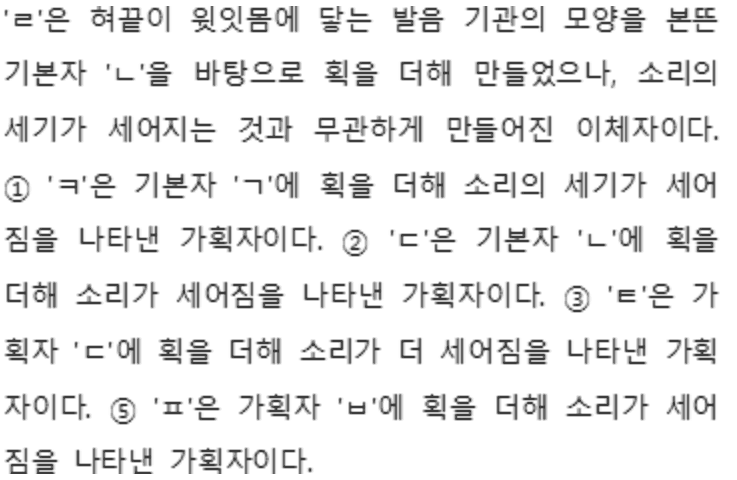 'ㄹ'은 혀끝이 윗잇몸에 닿는 발음 기관의 모양을 본뜬
기본자 'ㄴ'을 바탕으로 획을 더해 만들었으나, 소리의
세기가 세어지는 것과 무관하게 만들어진 이체자이다.
① 'ㅋ'은 기본자 'ㄱ'에 획을 더해 소리의 세기가 세어
짐을 나타낸 가획자이다. ② 'ㄷ'은 기본자 'ㄴ'에 획을
더해 소리가 세어짐을 나타낸 가획자이다. ③ 'ㅌ'은 가
획자 'ㄷ'에 획을 더해 소리가 더 세어짐을 나타낸 가획
자이다. ⑤ 'ㅍ'은 가획자 'ㅂ'에 획을 더해 소리가 세어
짐을 나타낸 가획자이다.